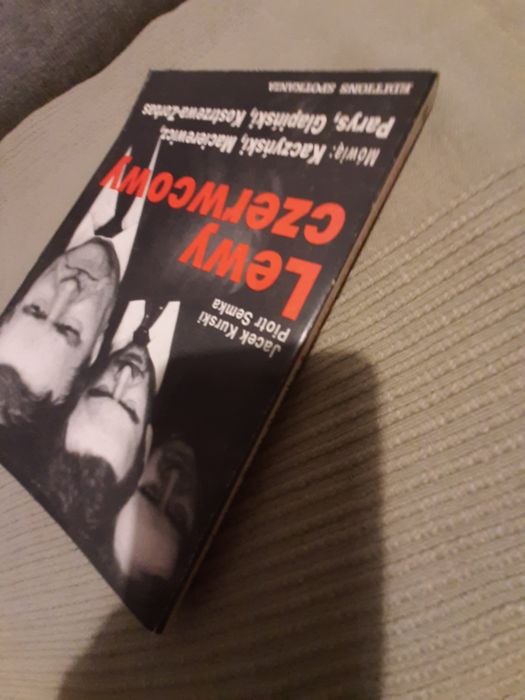 Jacek Kurski
Piotr Semka
Lewy
czerwcowy
Mówią: Kaczyński, Macierewicz,
Parys, Glapiński, Kostrzewa-Zorbas
EDITIONS SPOTKANIA